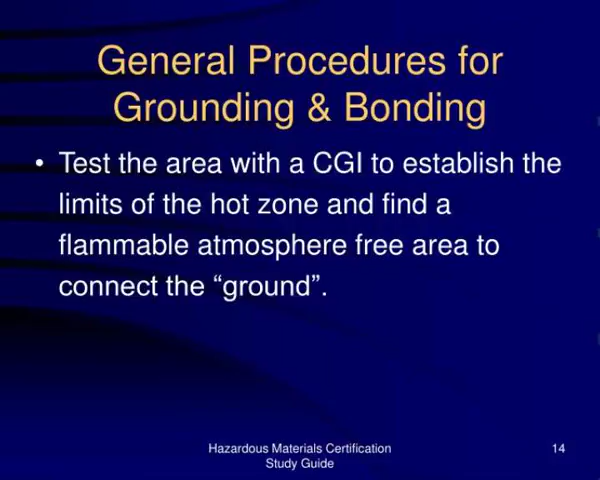 General Procedures for
Grounding & Bonding
• Test the area with a CGI to establish the
limits of the hot zone and find a
flammable atmosphere free area to
connect the “ground”.
Hazardous Materials Certification
Study Guide
14